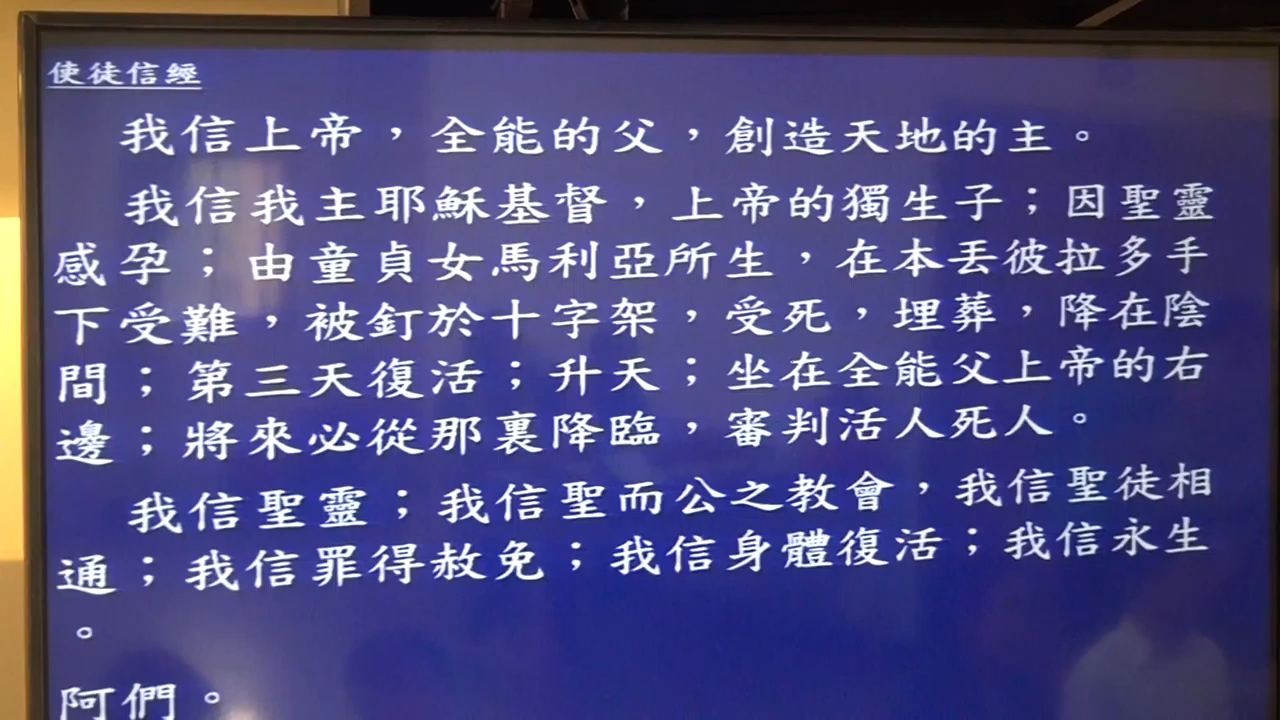 使徒信經
我信上帝，全能的父，創造天地的主。
我信我主耶穌基督，上帝的獨生子；因聖靈
感孕；由童貞女馬利亞所生，在本丟彼拉多手
下受難，被釘於十字架，受死，埋葬，降在陰
間；第三天復活；升天；坐在全能父上帝的右
邊；將來必從那裏降臨，審判活人死人。
我信聖靈；我信聖而公之教會，我信聖徒相
通；我信罪得赦免；我信身體復活；我信永生
。
阿們。